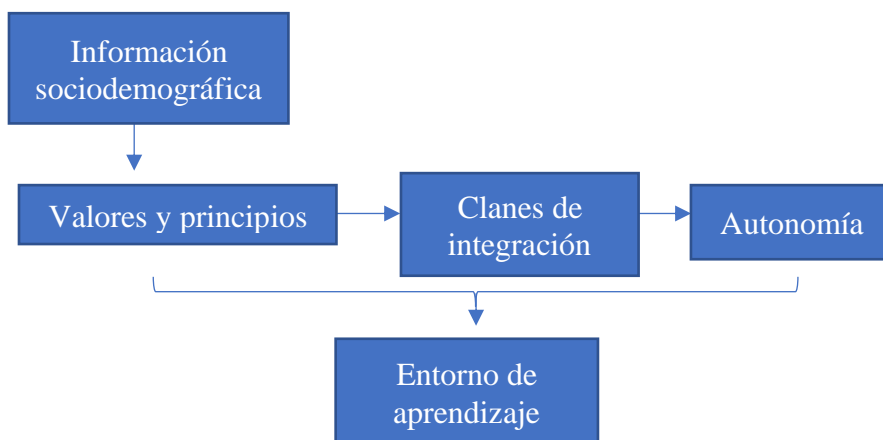 Información
sociodemográfica
Valores y principios
Clanes de
integración
Autonomía
Entorno de
aprendizaje